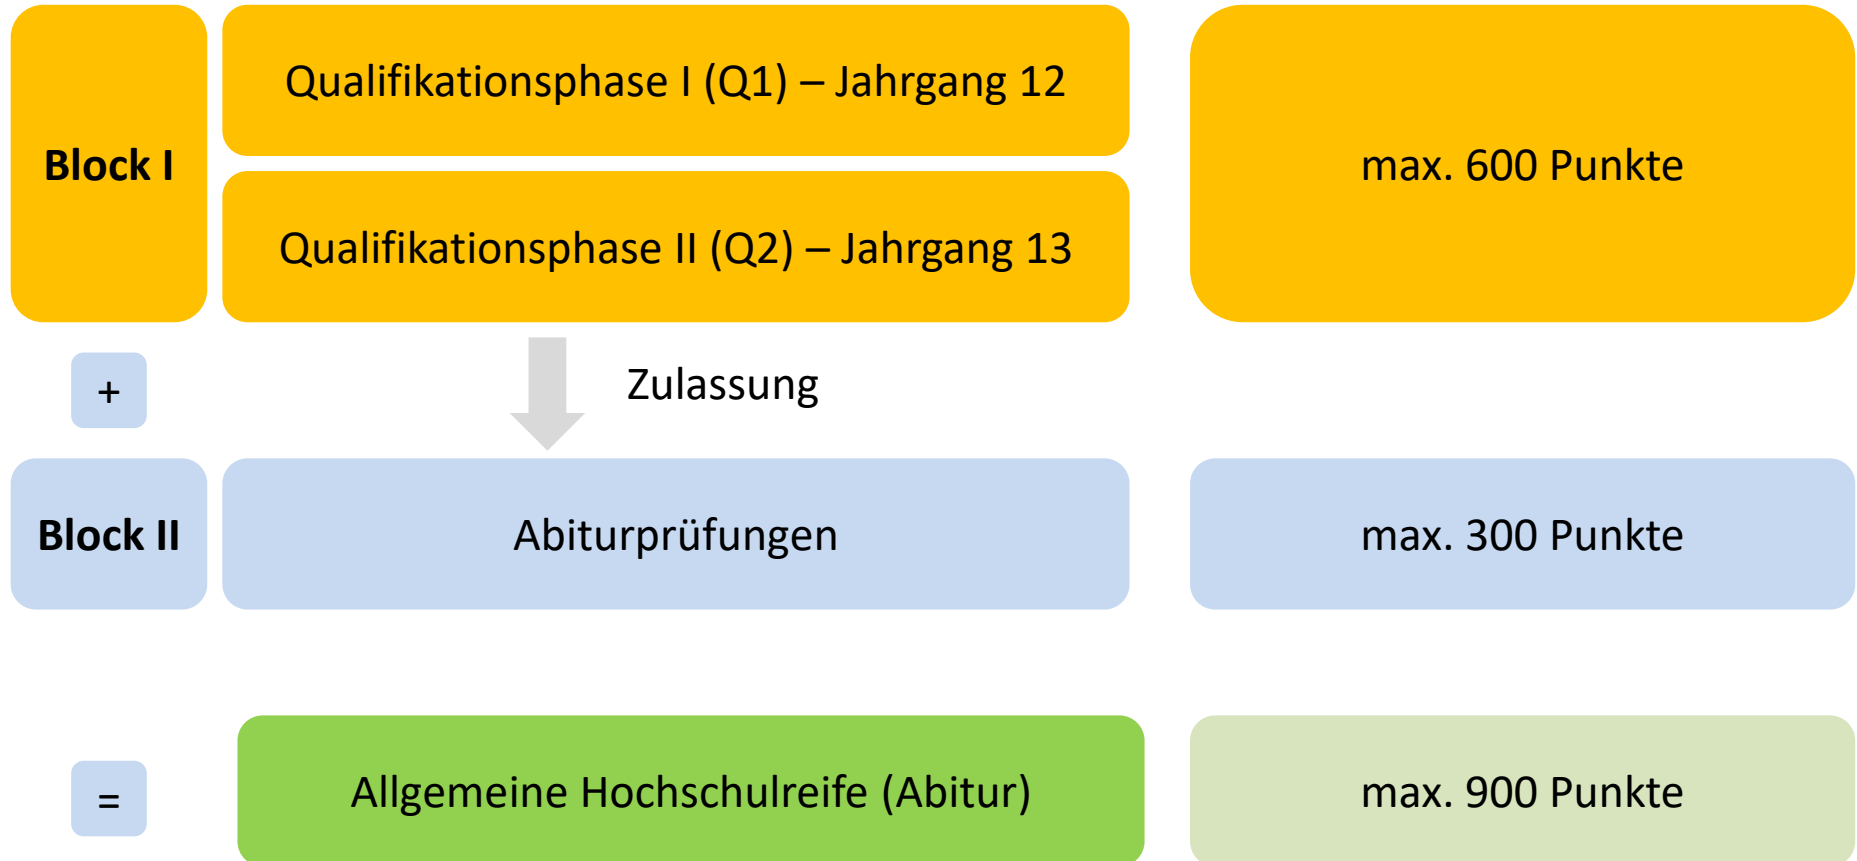 Block I
Qualifikationsphase I (Q1) – Jahrgang 12
Qualifikationsphase II (Q2) – Jahrgang 13
max. 600 Punkte
+
Zulassung
Block II
Abiturprüfungen
max. 300 Punkte
=
Allgemeine Hochschulreife (Abitur)
max. 900 Punkte